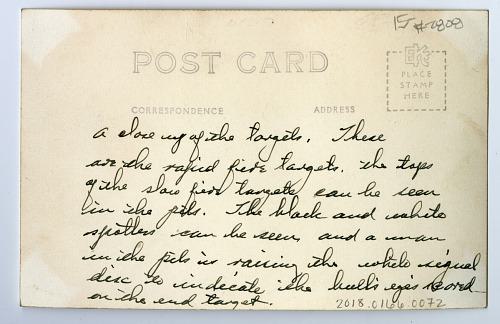 15 #2808
POST CARD
EKC
PLACE
STAMP
HERE
CORRESPONDENCE
ADDRESS
A close up of the targets. These
are the rapid fire targets. the tops
of the slow fire targets can be seen
in the pits. The black and white
spotters can be seen and a man
in the pits is raising the white signal
disc to indicate the bull's eye scored
on the end target.
2018.0166.0072